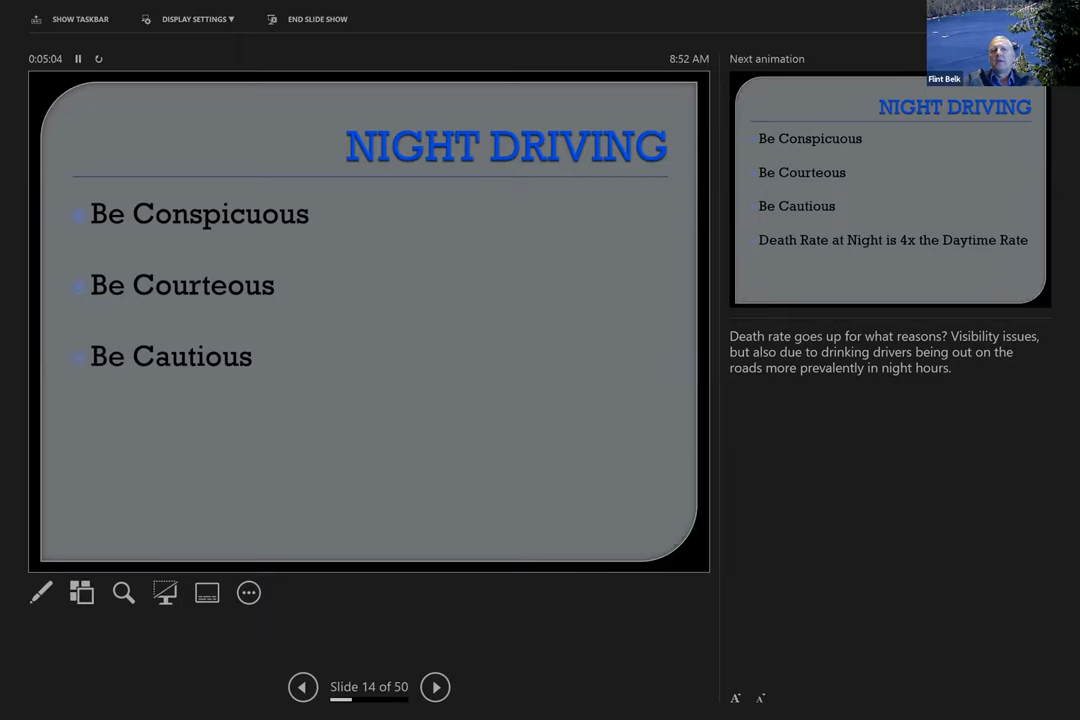 SHOW TASKBAR
DISPLAY SETTINGS ▼
END SLIDE SHOW
0:05:04
8:52 AM
NIGHT DRIVING
Be Conspicuous
Be Courteous
Be Cautious
Slide 14 of 50
Next animation
Flint Belk
NIGHT DRIVING
Be Conspicuous
Be Courteous
Be Cautious
Death Rate at Night is 4x the Daytime Rate
Death rate goes up for what reasons? Visibility issues,
but also due to drinking drivers being out on the
roads more prevalently in night hours.
A A